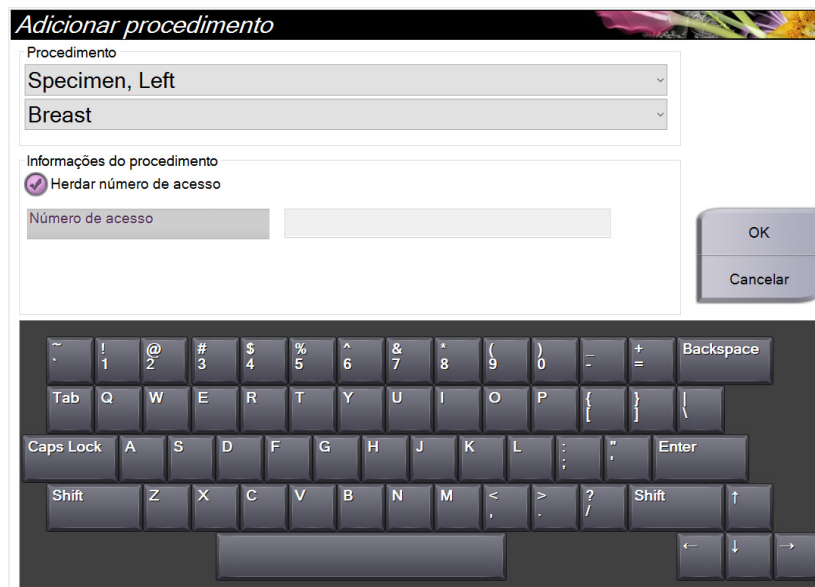 Adicionar procedimento
Procedimento
Specimen, Left
Breast
Informações do procedimento
Herdar número de acesso
Número de acesso
OK
Cancelar
~ ! @ # $ % ^ & * ( ) _ + Backspace
` 1 2 3 4 5 6 7 8 9 0 - =
Tab Q W E R T Y U I O P { } |
[ ] \
Caps Lock A S D F G H J K L : " Enter
; '
Shift Z X C V B N M < > ? Shift ↑
, . /
← ↓ →